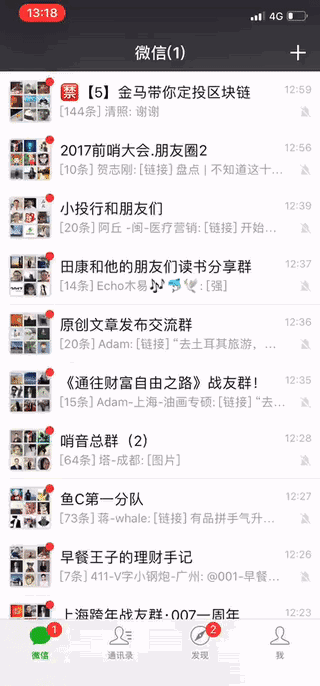 13:18
4G
微信(1)
🈲【5】金马带你定投区块链
12:59
[144条] 清照: 谢谢
2017前哨大会.朋友圈2
12:56
[10条] 贺志刚: [链接] 盘点 | 不知道这十...
小投行和朋友们
12:39
[20条] 阿丘 -闽-医疗营销: [链接] 开始...
田康和他的朋友们读书分享群
12:37
[14条] Echo木易🎶🐬🕊: [强]
原创文章发布交流群
12:36
[20条] Adam: [链接] “去土耳其旅游，...
《通往财富自由之路》战友群！
12:35
[15条] Adam-上海-油画专硕: [链接] “去...
哨音总群（2）
12:28
[64条] 塔-成都: [图片]
鱼C第一分队
12:27
[73条] 蒋-whale: [链接] 有品拼手气升...
早餐王子的理财手记
12:26
[7条] 411-V字小钢炮-广州: @001-早餐...
上海跨年战友群·007一周年
12:23
1
2
微信
通讯录
发现
我